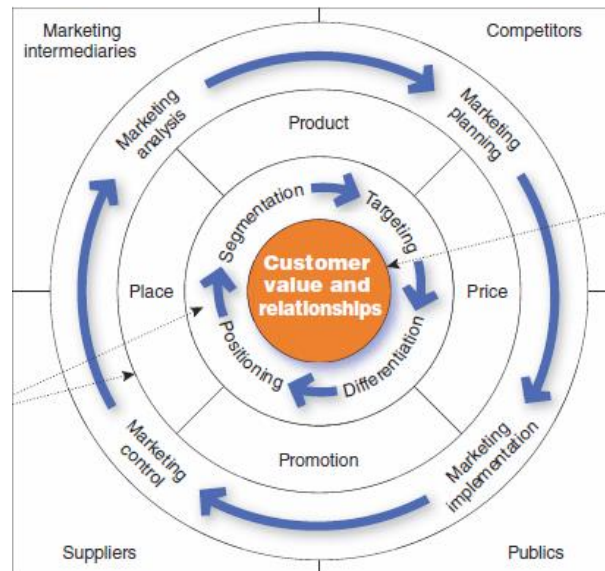 Marketing
intermediaries
Competitors
Marketing
analysis
Marketing
planning
Product
Segmentation
Targeting
Customer
value and
relationships
Place
Price
Positioning
Differentiation
Promotion
Marketing
control
Marketing
implementation
Suppliers
Publics